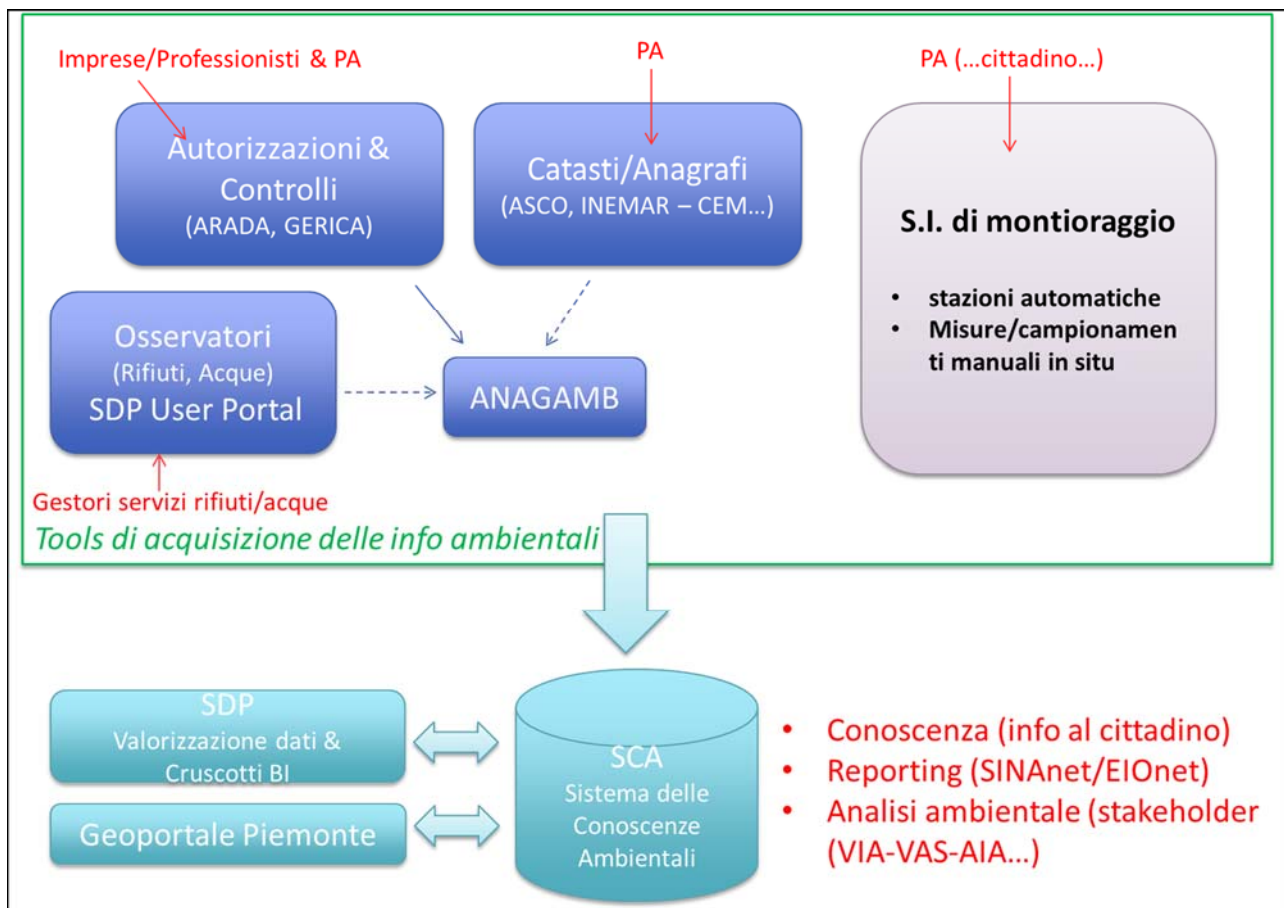 Imprese/Professionisti & PA
PA
PA (...cittadino...)
Autorizzazioni &
Controlli
(ARADA, GERICA)
Catasti/Anagrafi
(ASCO, INEMAR – CEM...)
S.I. di montioraggio
• stazioni automatiche
• Misure/campionamen
ti manuali in situ
Osservatori
(Rifiuti, Acque)
SDP User Portal
ANAGAMB
Gestori servizi rifiuti/acque
Tools di acquisizione delle info ambientali
SDP
Valorizzazione dati &
Cruscotti BI
Geoportale Piemonte
SCA
Sistema delle
Conoscenze
Ambientali
• Conoscenza (info al cittadino)
• Reporting (SINAnet/EIOnet)
• Analisi ambientale (stakeholder
(VIA-VAS-AIA...)